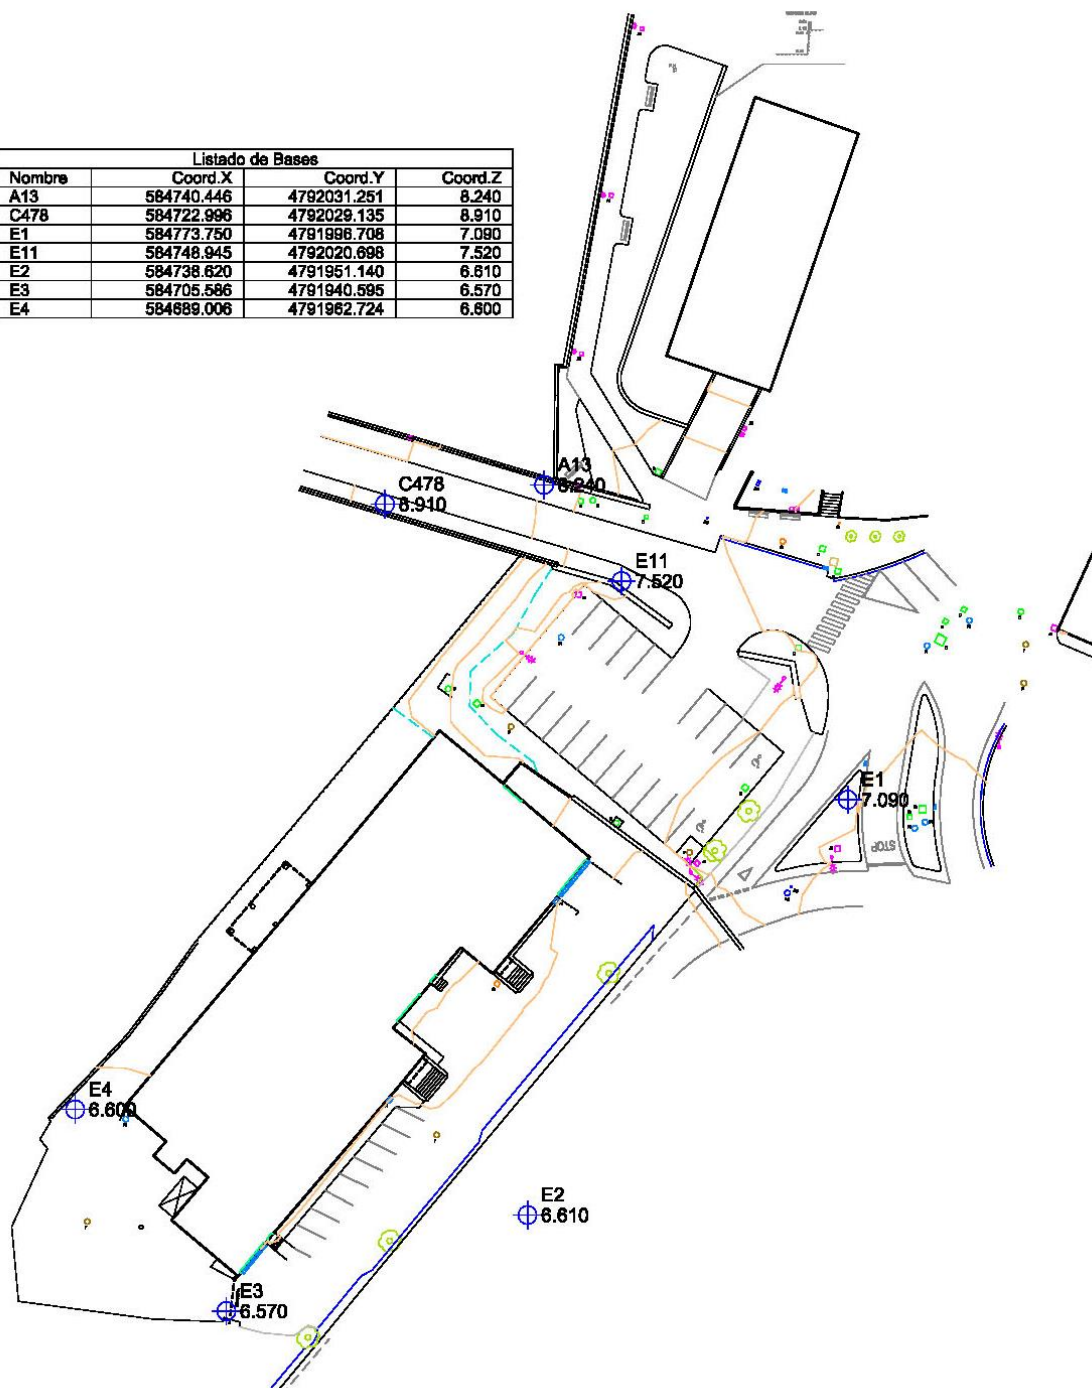 Listado de Bases
Nombre Coord.X Coord.Y Coord.Z
A13 584740.446 4792031.251 8.240
C478 584722.996 4792029.135 8.910
E1 584773.750 4791996.708 7.090
E11 584748.945 4792020.698 7.520
E2 584738.620 4791951.140 6.610
E3 584705.586 4791940.595 6.570
E4 584689.006 4791962.724 6.600
A13
8.240
C478
8.910
E11
7.520
E1
7.090
STOP
E4
6.600
E2
6.610
E3
6.570